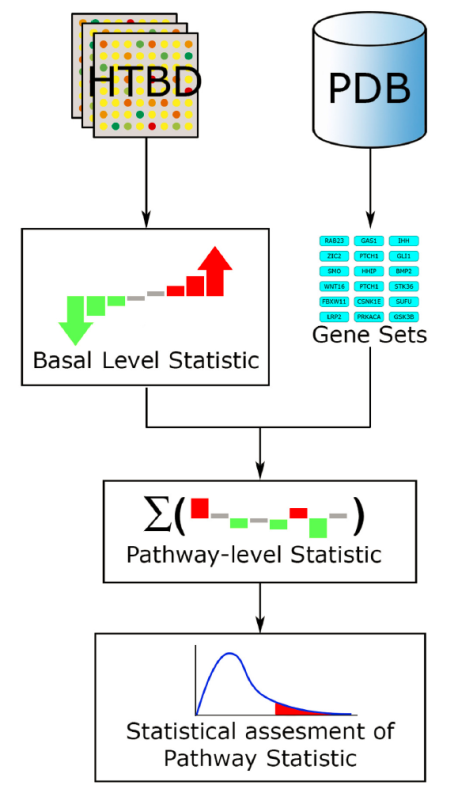 HTBD
PDB
RAB23 GAS1 IHH
ZIC2 PTCH1 GLI1
SMO HHIP BMP2
WNT16 PTCH1 STK36
FBXW11 CSNK1E SUFU
LRP2 PRKACA GSK3B
Gene Sets
Basal Level Statistic
Σ( )
Pathway-level Statistic
Statistical assesment of
Pathway Statistic